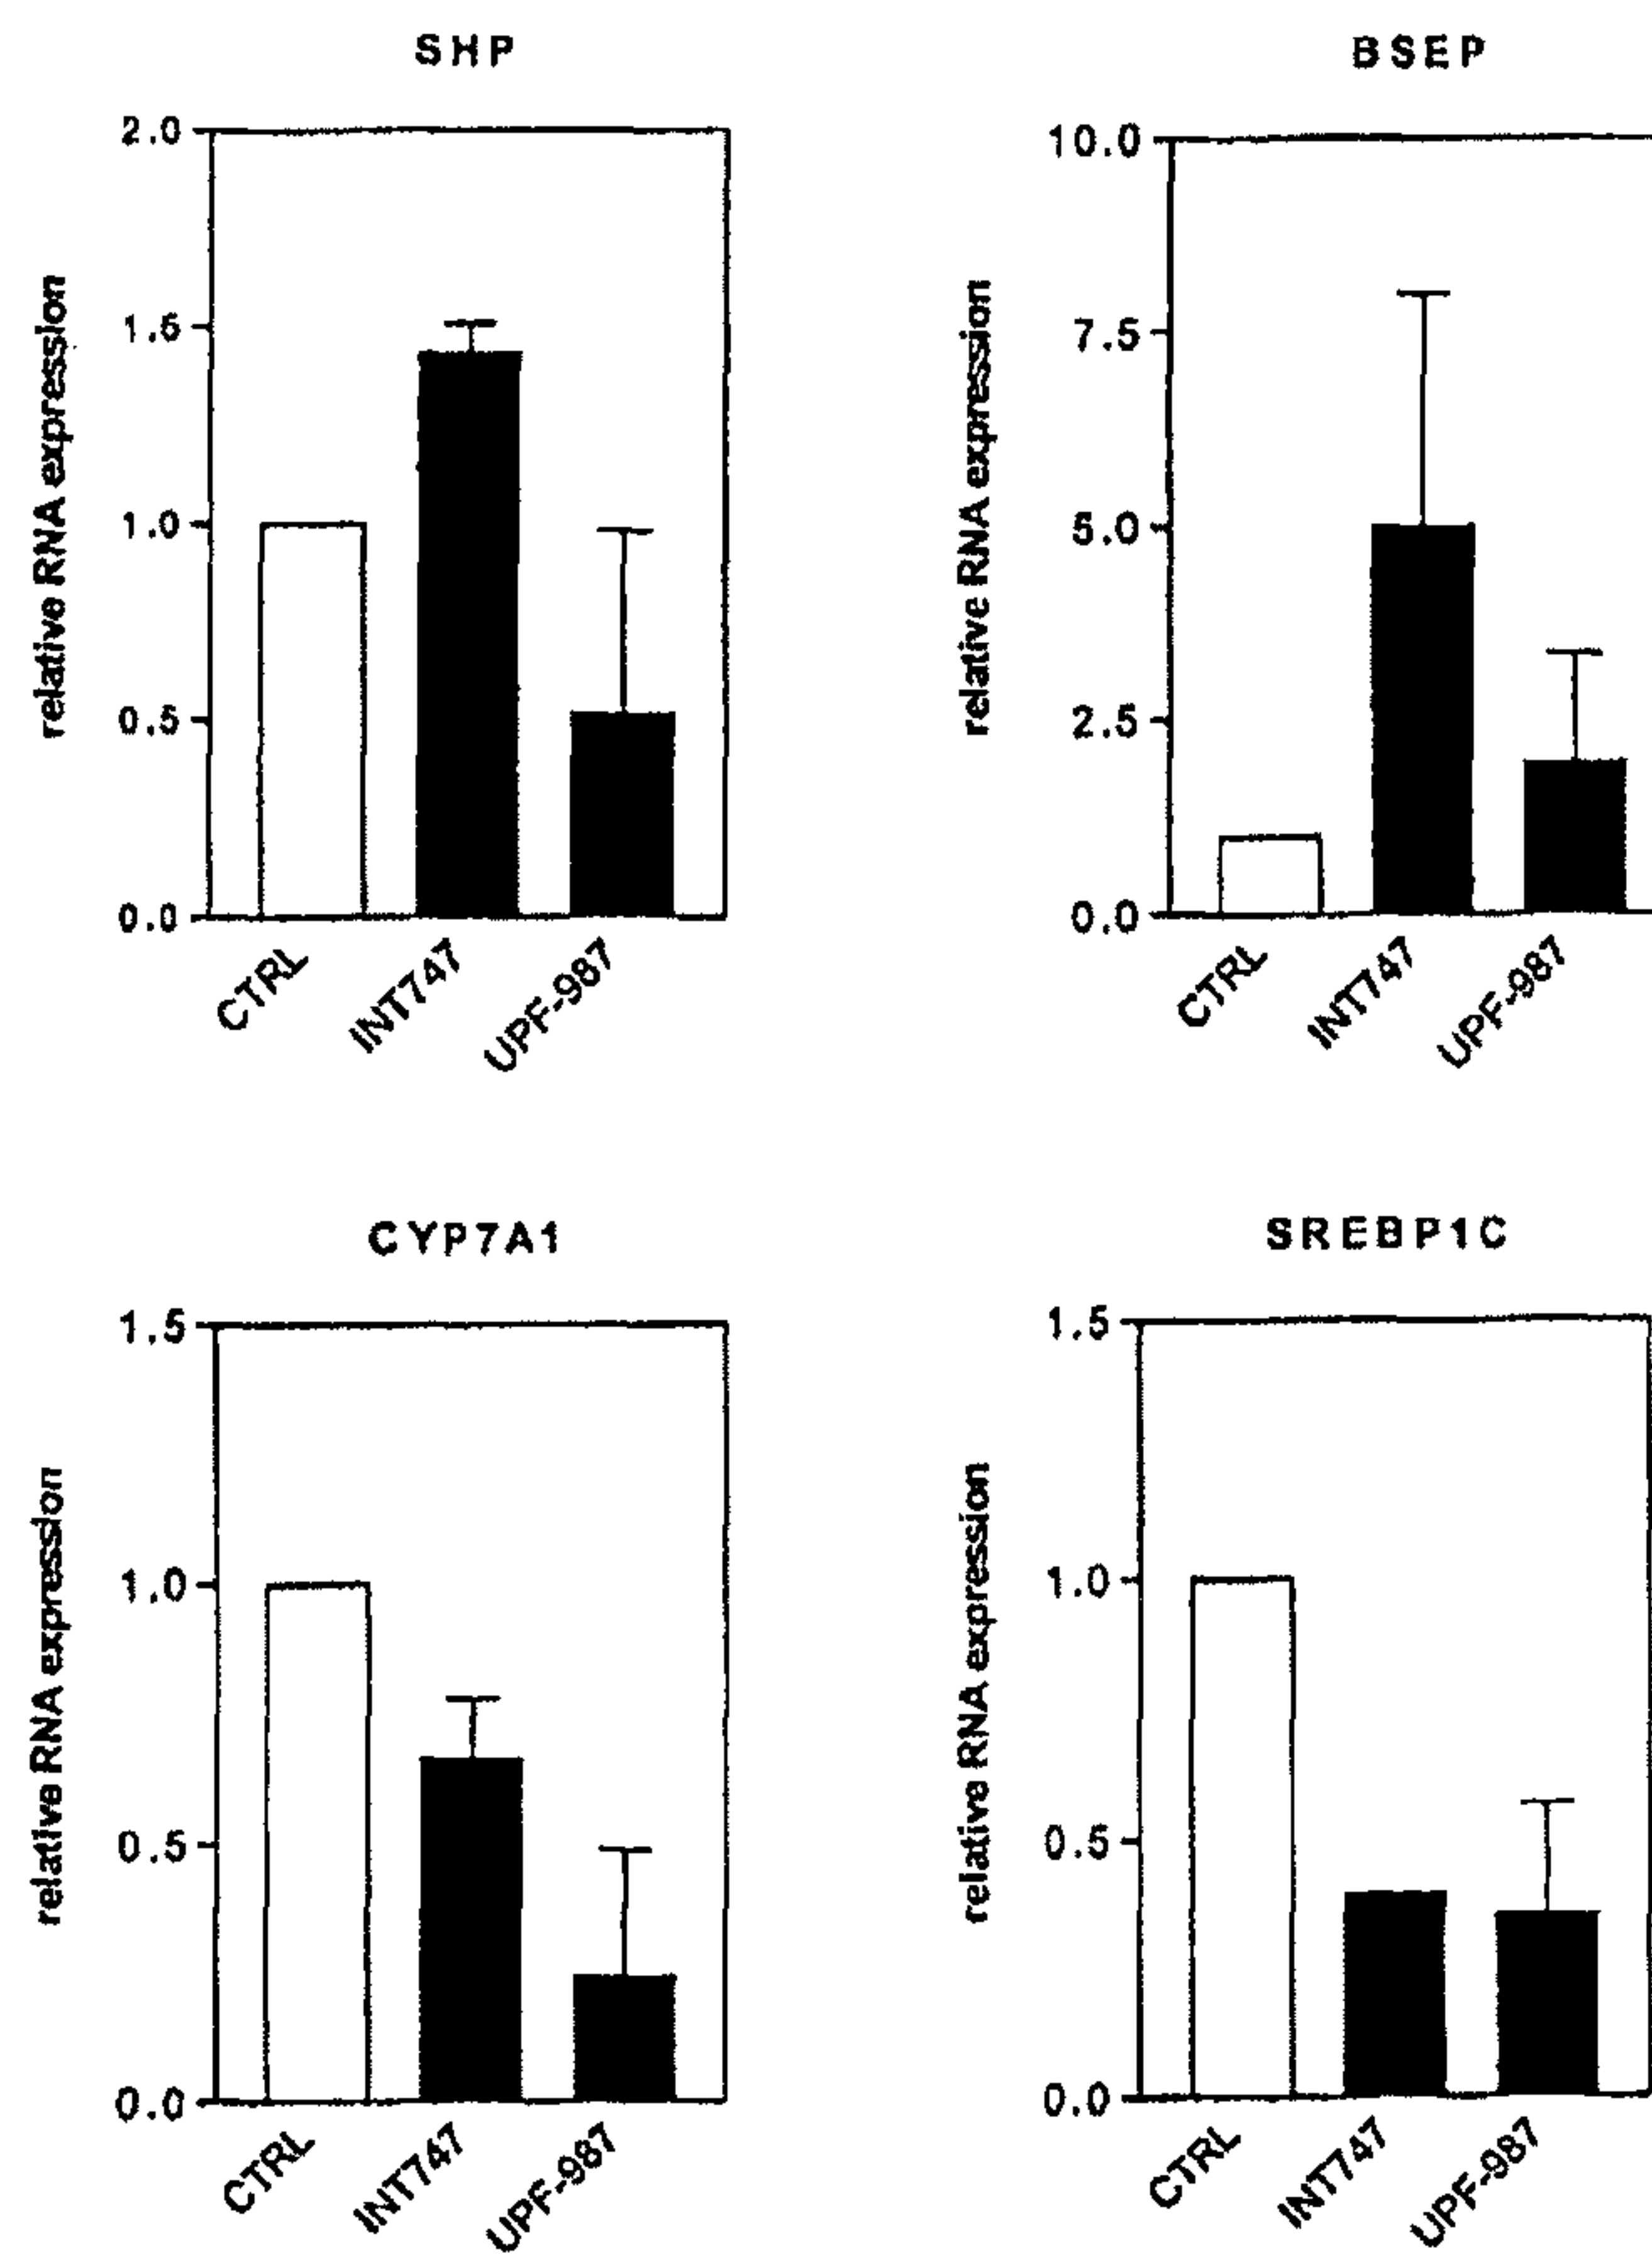 SHP
BSEP
relative RNA expression
2.0
1.5
1.0
0.5
0.0
CTRL
INT747
UPF-987
relative RNA expression
10.0
7.5
5.0
2.5
0.0
CTRL
INT747
UPF-987
CYP7A1
SREBP1C
relative RNA expression
1.5
1.0
0.5
0.0
CTRL
INT747
UPF-987
relative RNA expression
1.5
1.0
0.5
0.0
CTRL
INT747
UPF-987